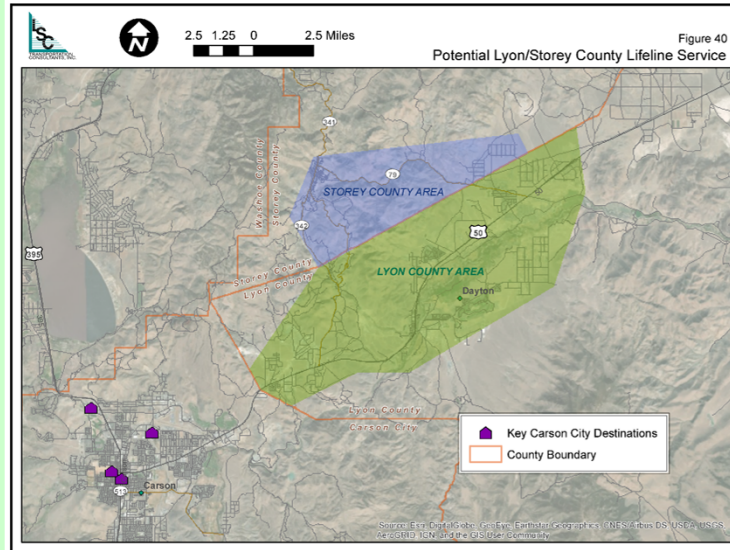 LSC
TRANSPORTATION
CONSULTANTS, INC.
N
2.5 1.25 0 2.5 Miles
Figure 40
Potential Lyon/Storey County Lifeline Service
341
Washoe County
Storey County
79
STOREY COUNTY AREA
342
50
395
Storey County
Lyon County
LYON COUNTY AREA
Dayton
Lyon County
Carson City
Key Carson City Destinations
County Boundary
Carson
Source: Esri, DigitalGlobe, GeoEye, Earthstar Geographics, CNES/Airbus DS, USDA, USGS,
AeroGRID, IGN, and the GIS User Community